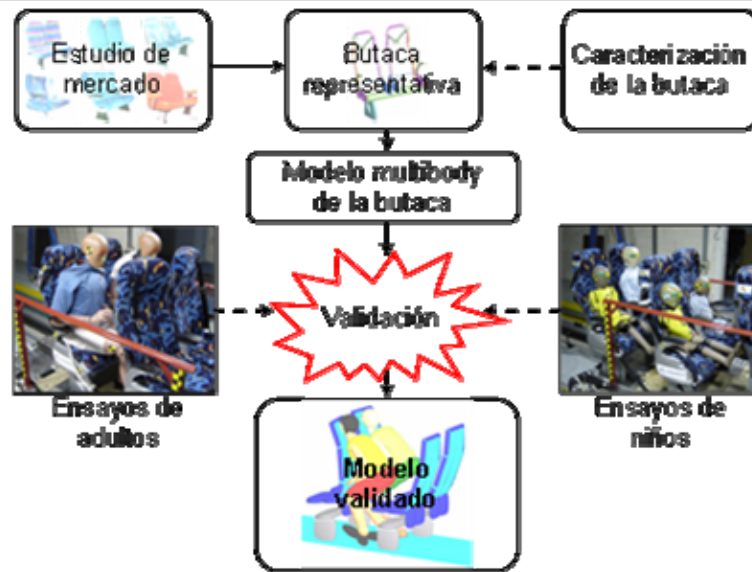 Estudio de
mercado
Butaca
representativa
Caracterización
de la butaca
Modelo multibody
de la butaca
Validación
Ensayos de
adultos
Ensayos de
niños
Modelo
validado